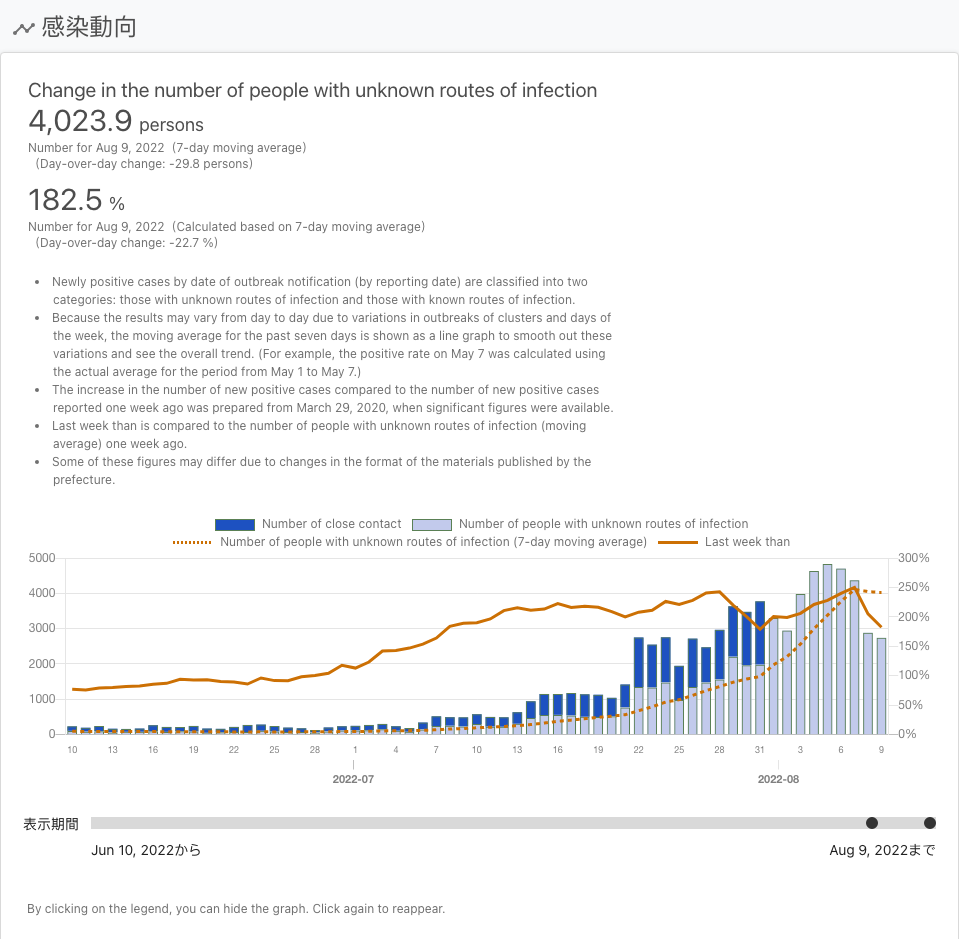 感染動向
Change in the number of people with unknown routes of infection
4,023.9 persons
Number for Aug 9, 2022 (7-day moving average)
(Day-over-day change: -29.8 persons)
182.5 %
Number for Aug 9, 2022 (Calculated based on 7-day moving average)
(Day-over-day change: -22.7 %)
• Newly positive cases by date of outbreak notification (by reporting date) are classified into two
categories: those with unknown routes of infection and those with known routes of infection.
• Because the results may vary from day to day due to variations in outbreaks of clusters and days of
the week, the moving average for the past seven days is shown as a line graph to smooth out these
variations and see the overall trend. (For example, the positive rate on May 7 was calculated using
the actual average for the period from May 1 to May 7.)
• The increase in the number of new positive cases compared to the number of new positive cases
reported one week ago was prepared from March 29, 2020, when significant figures were available.
• Last week than is compared to the number of people with unknown routes of infection (moving
average) one week ago.
• Some of these figures may differ due to changes in the format of the materials published by the
prefecture.
Number of close contact Number of people with unknown routes of infection
Number of people with unknown routes of infection (7-day moving average) Last week than
5000 300%
250%
4000
200%
3000
150%
2000
100%
1000
50%
0 0%
10 13 16 19 22 25 28 1 4 7 10 13 16 19 22 25 28 31 3 6 9
2022-07 2022-08
表示期間
Jun 10, 2022から Aug 9, 2022まで
By clicking on the legend, you can hide the graph. Click again to reappear.